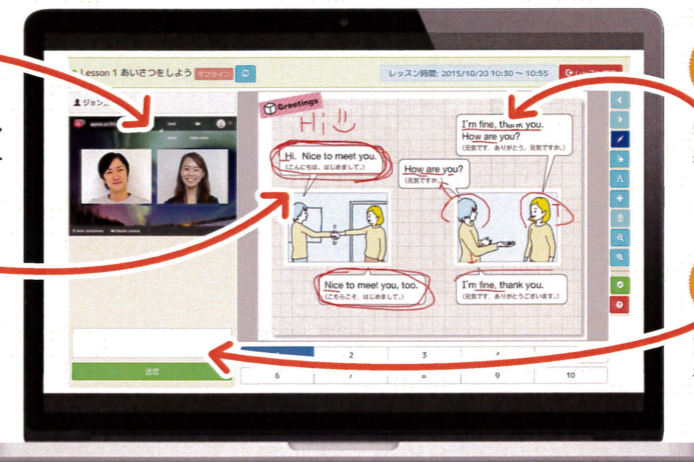 Lesson 1 あいさつをしよう オフライン
レッスン時間: 2015/10/20 10:30 ～ 10:55
Greetings
Hi
Hi. Nice to meet you.
(こんにちは。はじめまして。)
I'm fine, thank you.
How are you?
(元気です。ありがとう。元気ですか。)
How are you?
(元気ですか。)
Nice to meet you, too.
(こちらこそ、はじめまして。)
I'm fine, thank you.
(元気です。ありがとうございます。)
送信
2
3
6
9
10